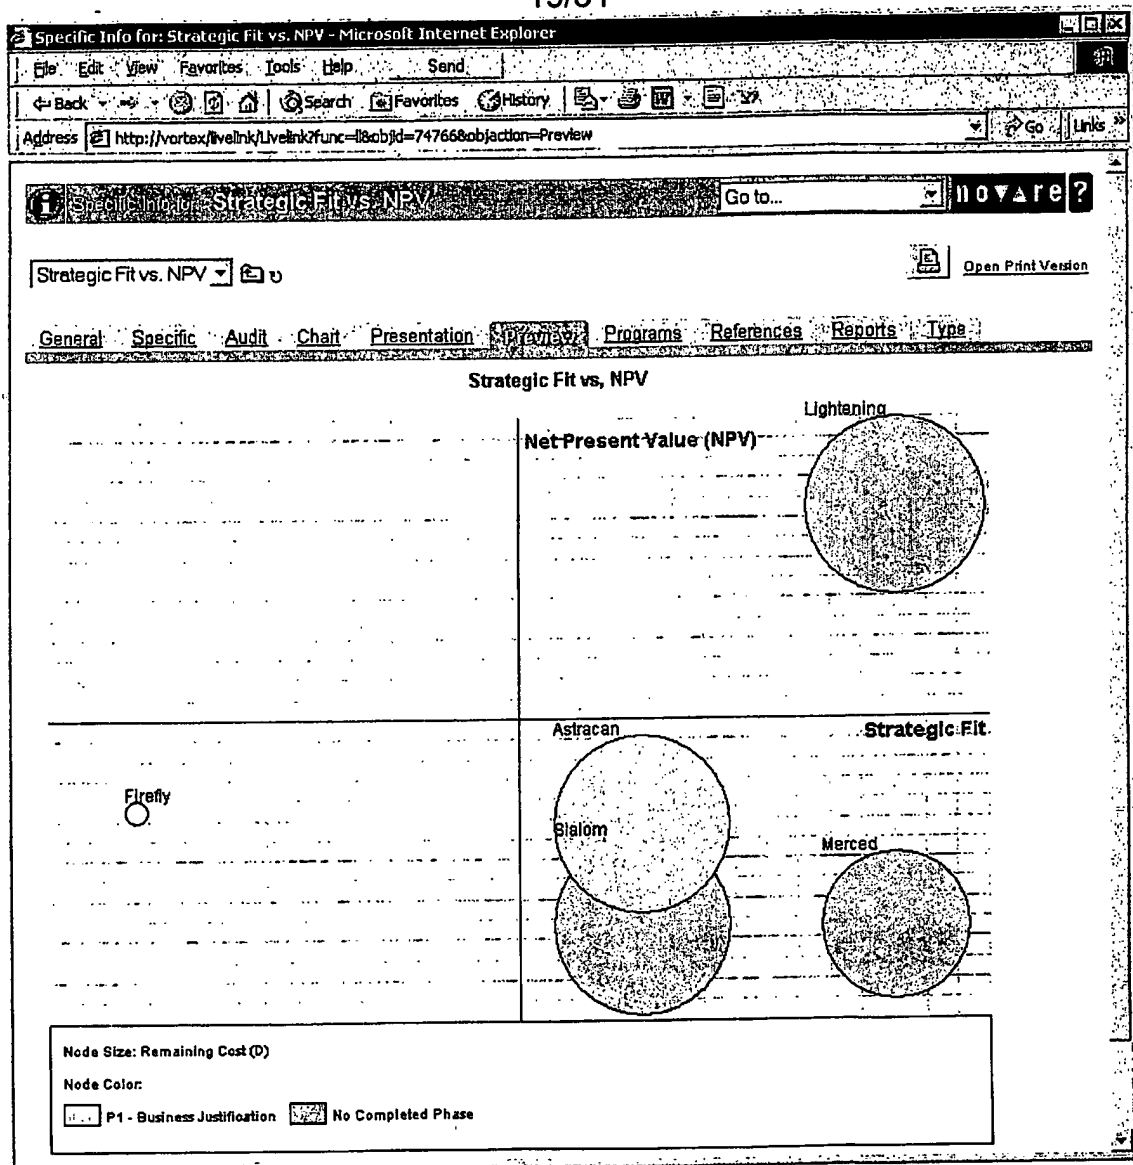 Specific Info for: Strategic Fit vs. NPV - Microsoft Internet Explorer
File Edit View Favorites Tools Help Send
Back Search Favorites History
Address http://vortex/livelink/Livelink?func=ll&objid=74766&objaction=Preview Go Links »
Specific Info for: Strategic Fit vs. NPV Go to... novare ?
Strategic Fit vs. NPV Open Print Version
General Specific Audit Chart Presentation Preview Programs References Reports Type
Strategic Fit vs, NPV
Lightening
Net Present Value (NPV)
Astracan Strategic Fit
Firefly
Slalom
Merced
Node Size: Remaining Cost (D)
Node Color:
P1 - Business Justification No Completed Phase